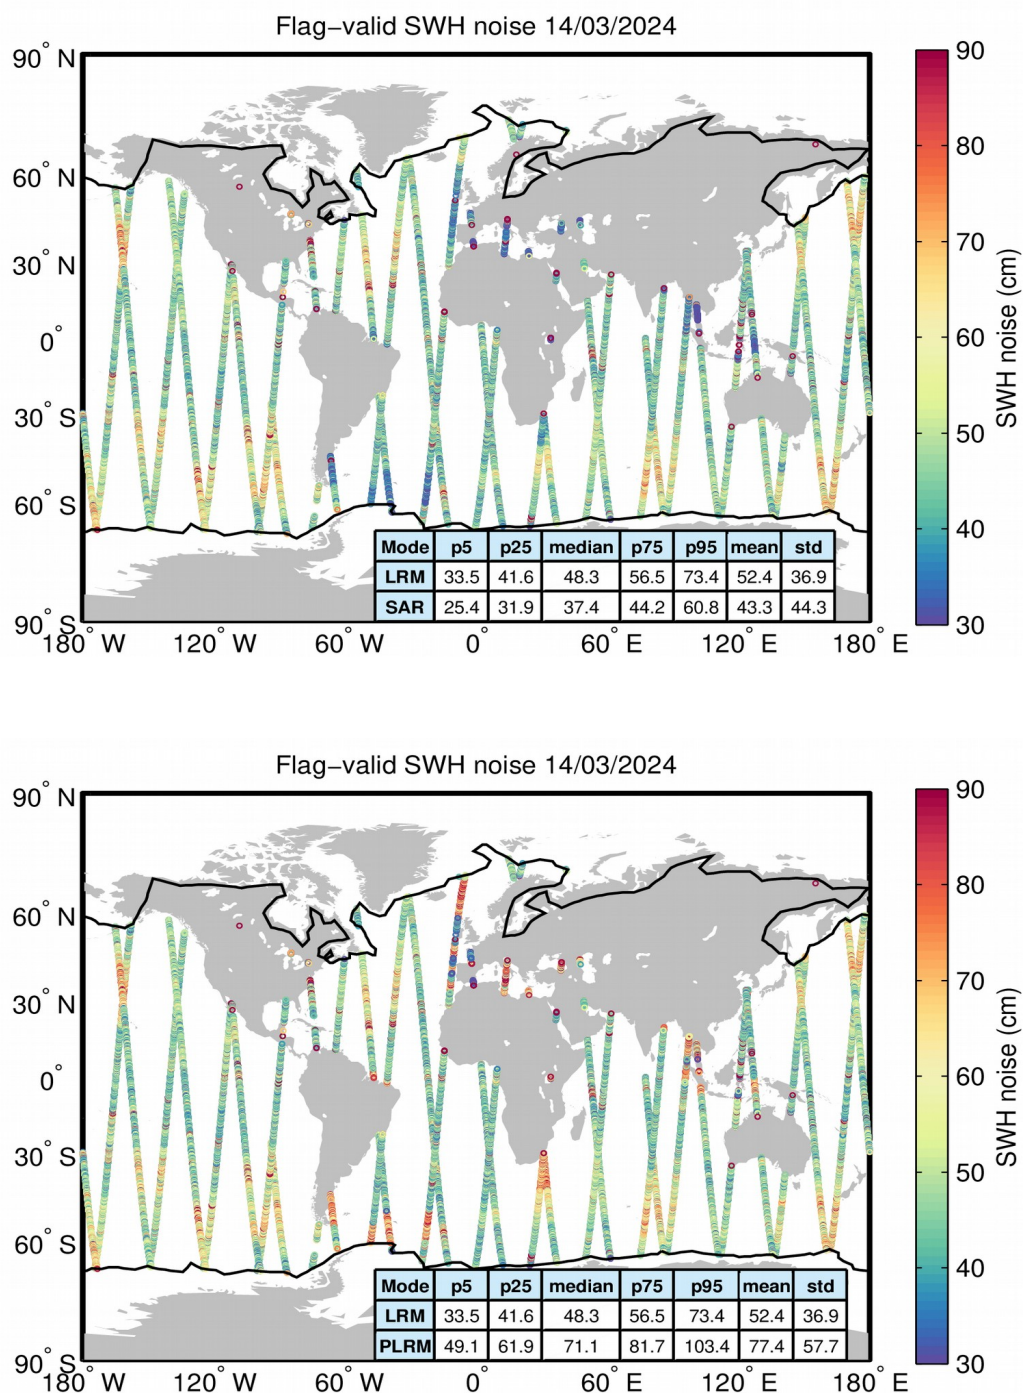 Flag−valid SWH noise 14/03/2024
90° N
60° N
30° N
0°
30° S
60° S
90° S
180° W 120° W 60° W 0° 60° E 120° E 180° E
90
80
70
60
50
40
30
SWH noise (cm)
Mode p5 p25 median p75 p95 mean std
LRM 33.5 41.6 48.3 56.5 73.4 52.4 36.9
SAR 25.4 31.9 37.4 44.2 60.8 43.3 44.3
Flag−valid SWH noise 14/03/2024
90° N
60° N
30° N
0°
30° S
60° S
90° S
180° W 120° W 60° W 0° 60° E 120° E 180° E
90
80
70
60
50
40
30
SWH noise (cm)
Mode p5 p25 median p75 p95 mean std
LRM 33.5 41.6 48.3 56.5 73.4 52.4 36.9
PLRM 49.1 61.9 71.1 81.7 103.4 77.4 57.7